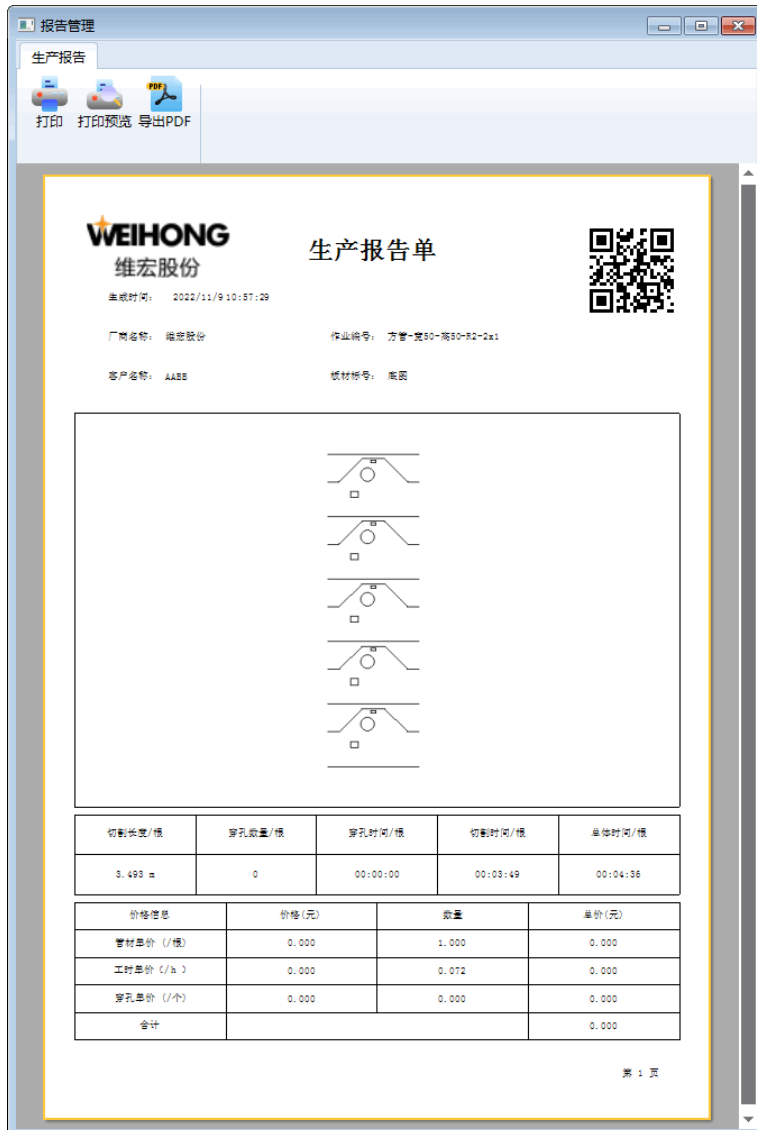 报告管理
生产报告
打印 打印预览 导出PDF
WEIHONG
维宏股份
生产报告单
生成时间: 2022/11/9 10:57:29
厂商名称: 维宏股份 作业编号: 方管-宽50-高50-R2-2x1
客户名称: AABB 板材标号: 底图
切割长度/根 穿孔数量/根 穿孔时间/根 切割时间/根 总体时间/根
3.493 m 0 00:00:00 00:03:49 00:04:36
价格信息 价格(元) 数量 总价(元)
管材单价 (/根) 0.000 1.000 0.000
工时单价 (/h ) 0.000 0.072 0.000
穿孔单价 (/个) 0.000 0.000 0.000
合计 0.000
第 1 页